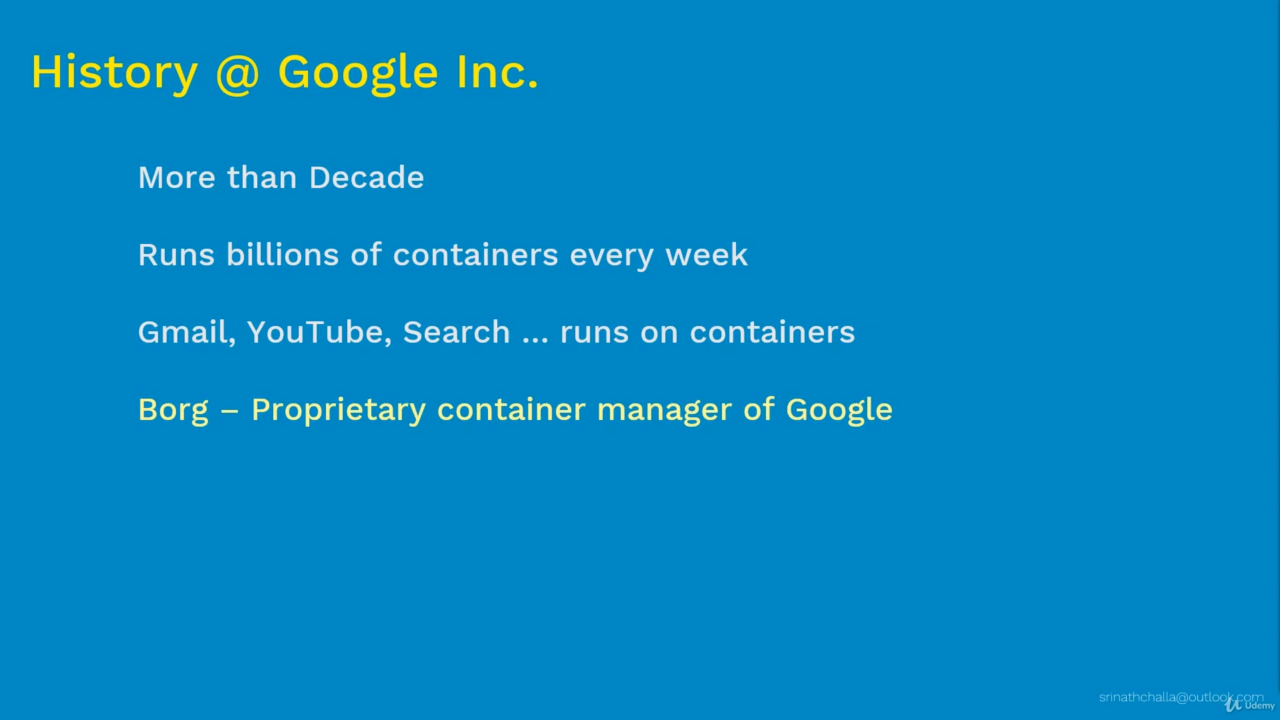 History @ Google Inc.
More than Decade
Runs billions of containers every week
Gmail, YouTube, Search ... runs on containers
Borg – Proprietary container manager of Google
srinathchalla@outlook.com
Udemy